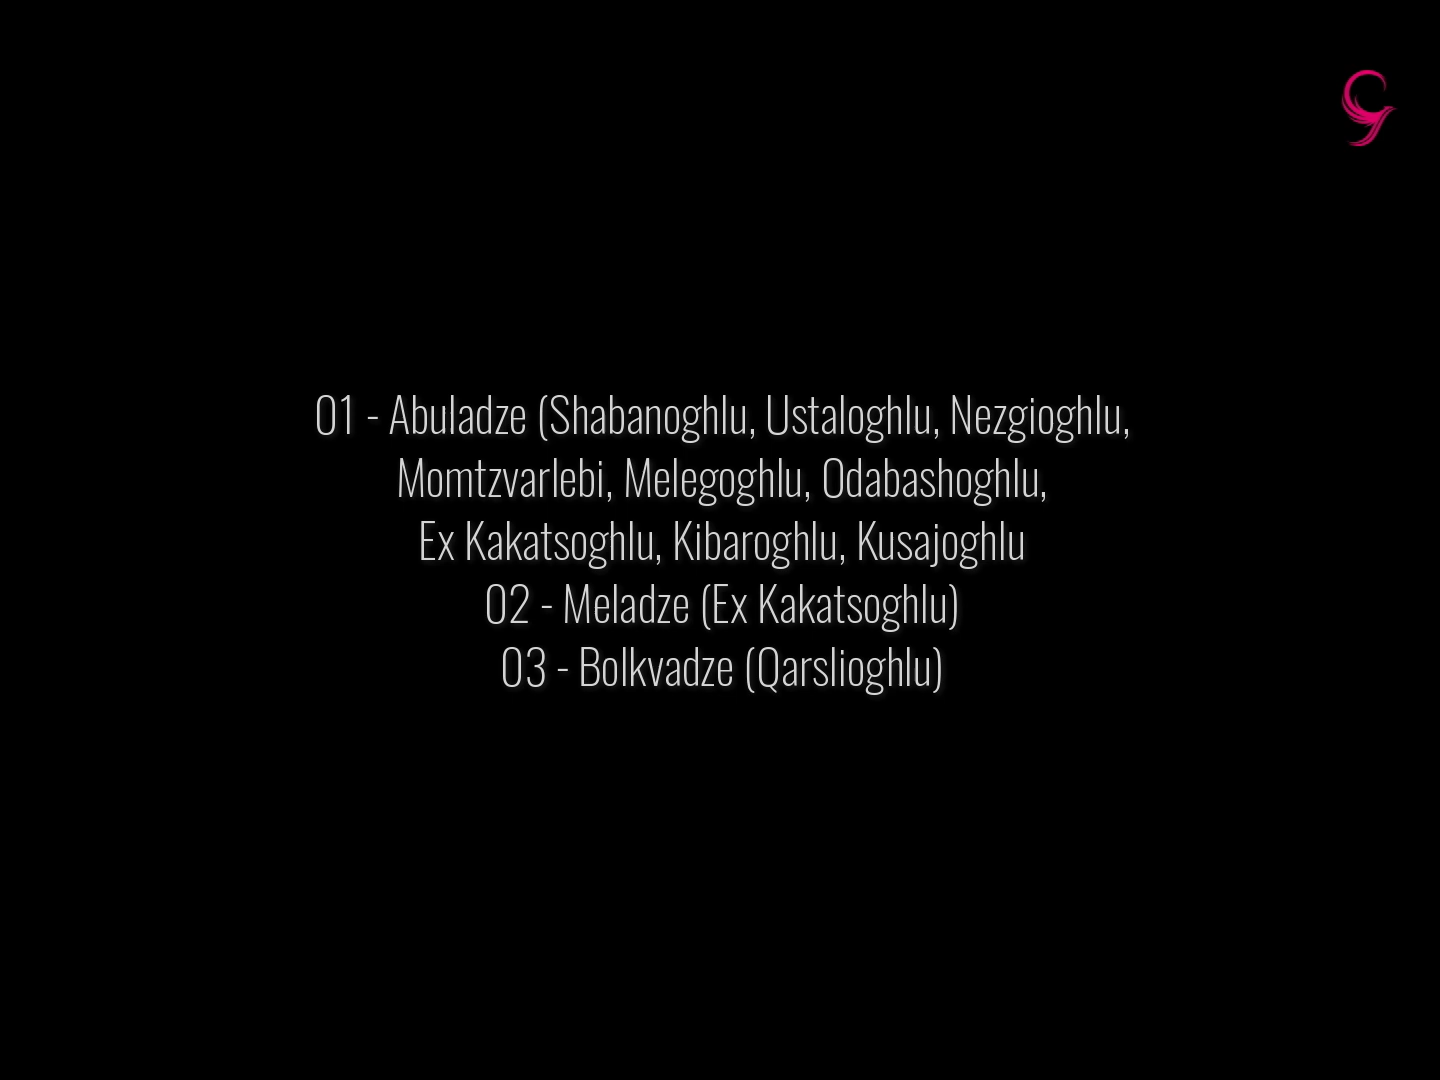 01 - Abuladze (Shabanoghlu, Ustaloghlu, Nezgioghlu,
Momtzvarlebi, Melegoghlu, Odabashoghlu,
Ex Kakatsoghlu, Kibaroghlu, Kusajoghlu
02 - Meladze (Ex Kakatsoghlu)
03 - Bolkvadze (Qarslioghlu)